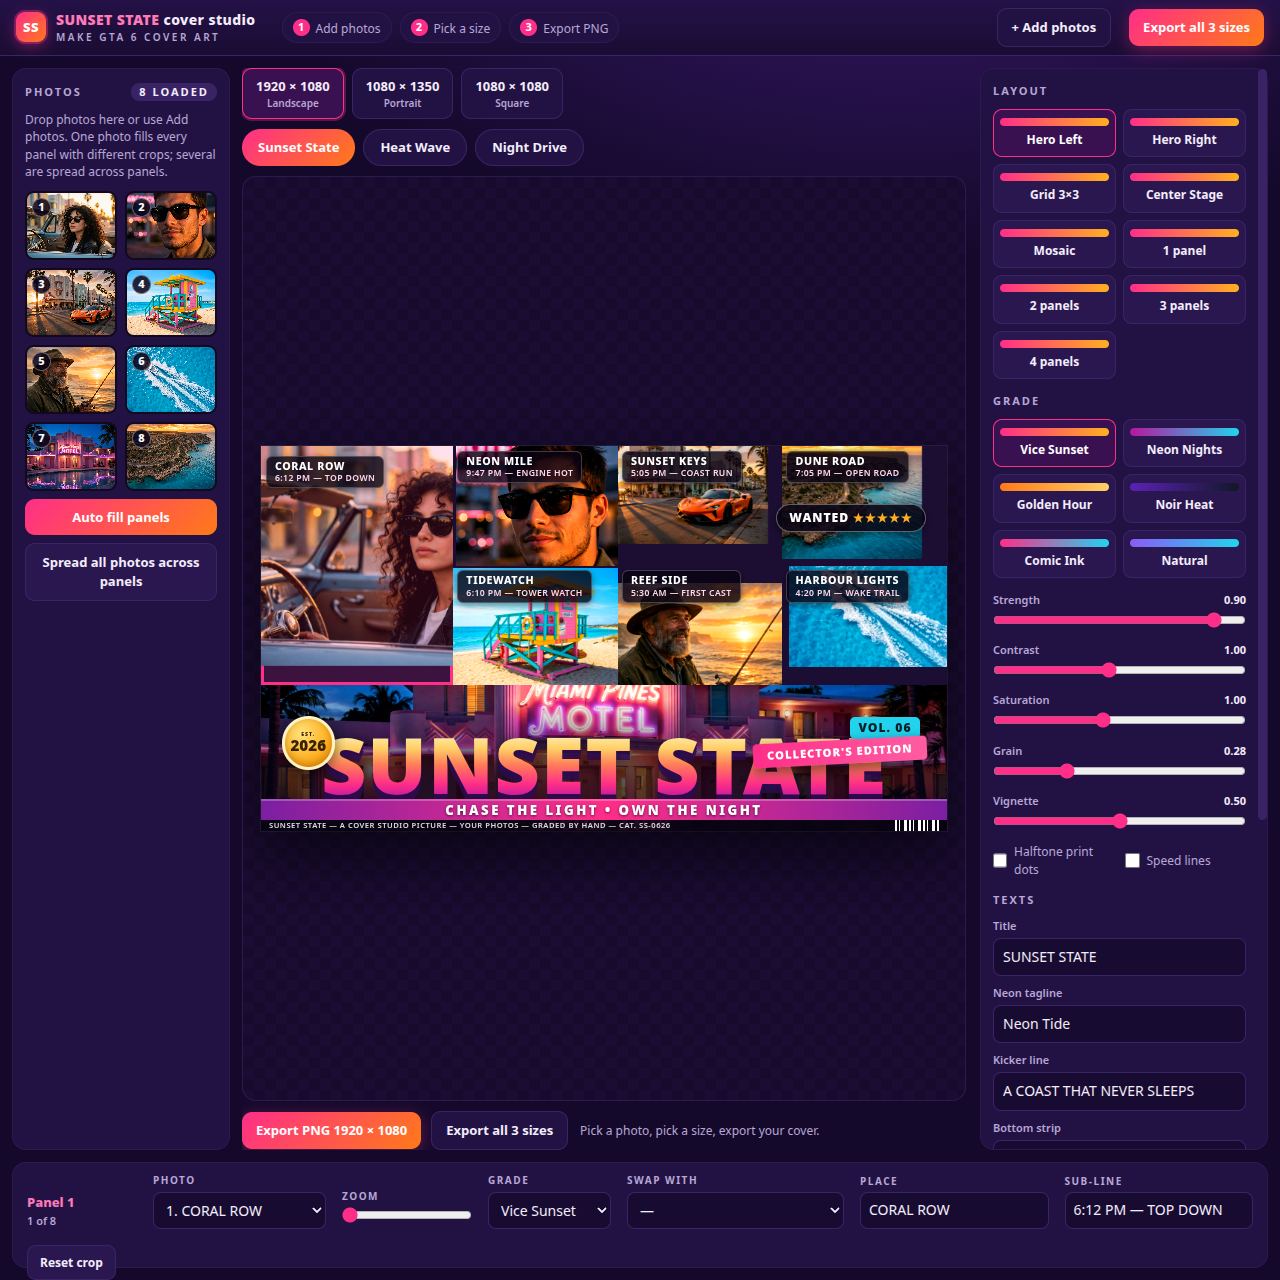 SS
SUNSET STATE cover studio
MAKE GTA 6 COVER ART
1 Add photos
2 Pick a size
3 Export PNG
+ Add photos
Export all 3 sizes
PHOTOS
8 LOADED
Drop photos here or use Add
photos. One photo fills every
panel with different crops; several
are spread across panels.
1
2
3
4
5
6
7
8
Auto fill panels
Spread all photos across
panels
1920 × 1080
Landscape
1080 × 1350
Portrait
1080 × 1080
Square
Sunset State
Heat Wave
Night Drive
CORAL ROW
6:12 PM — TOP DOWN
NEON MILE
9:47 PM — ENGINE HOT
SUNSET KEYS
5:05 PM — COAST RUN
DUNE ROAD
7:05 PM — OPEN ROAD
WANTED ★★★★★
TIDEWATCH
6:10 PM — TOWER WATCH
REEF SIDE
5:30 AM — FIRST CAST
HARBOUR LIGHTS
4:20 PM — WAKE TRAIL
MIAMI PINES
MOTEL
EST.
2026
VOL. 06
SUNSET STATE
COLLECTOR'S EDITION
CHASE THE LIGHT • OWN THE NIGHT
SUNSET STATE — A COVER STUDIO PICTURE — YOUR PHOTOS — GRADED BY HAND — CAT. SS-0626
Export PNG 1920 × 1080
Export all 3 sizes
Pick a photo, pick a size, export your cover.
LAYOUT
Hero Left
Hero Right
Grid 3×3
Center Stage
Mosaic
1 panel
2 panels
3 panels
4 panels
GRADE
Vice Sunset
Neon Nights
Golden Hour
Noir Heat
Comic Ink
Natural
Strength 0.90
Contrast 1.00
Saturation 1.00
Grain 0.28
Vignette 0.50
Halftone print
dots
Speed lines
TEXTS
Title
SUNSET STATE
Neon tagline
Neon Tide
Kicker line
A COAST THAT NEVER SLEEPS
Bottom strip
Panel 1
1 of 8
PHOTO
1. CORAL ROW
ZOOM
GRADE
Vice Sunset
SWAP WITH
—
PLACE
CORAL ROW
SUB-LINE
6:12 PM — TOP DOWN
Reset crop